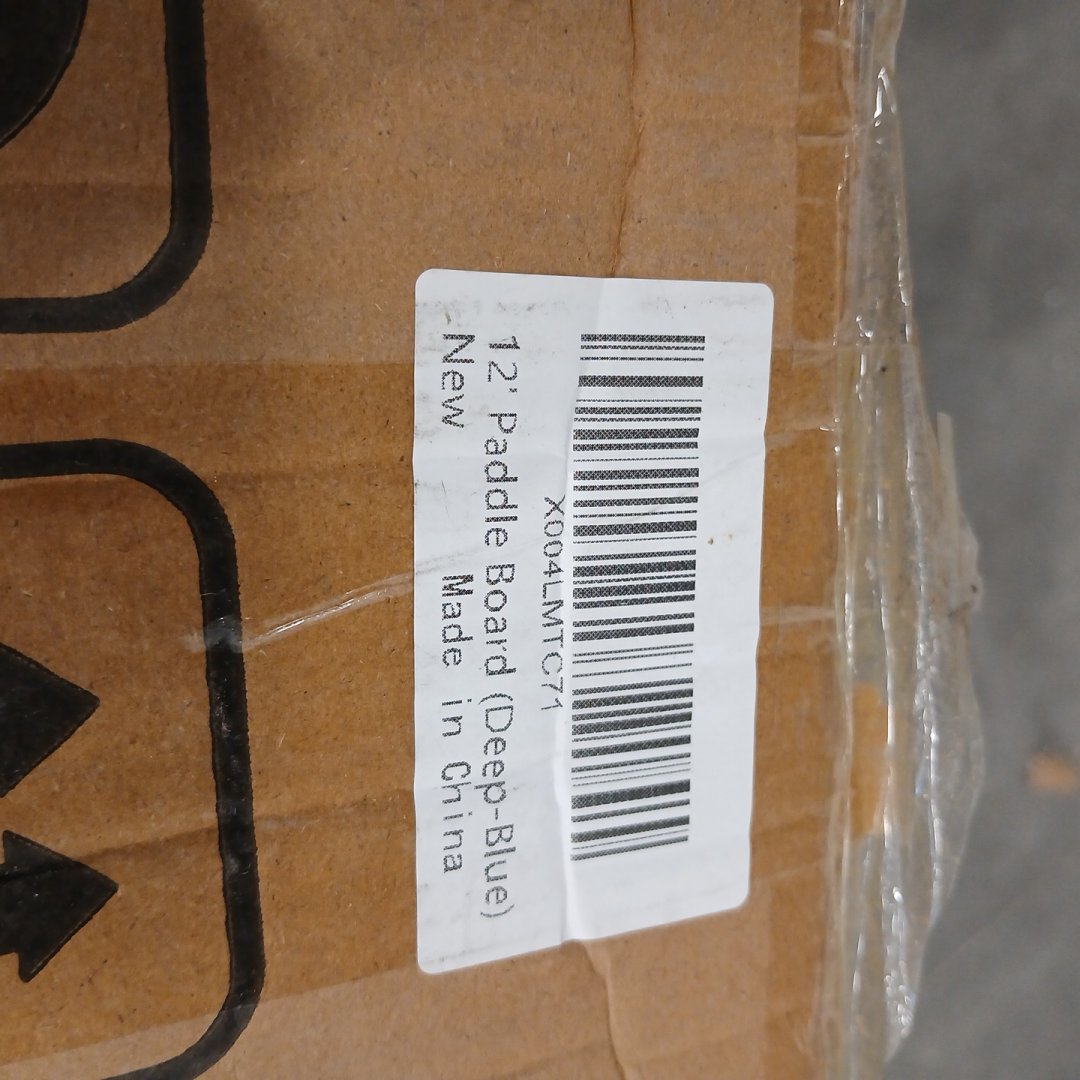 X004LMTC71
12' Paddle Board (Deep-Blue)
New
Made in China